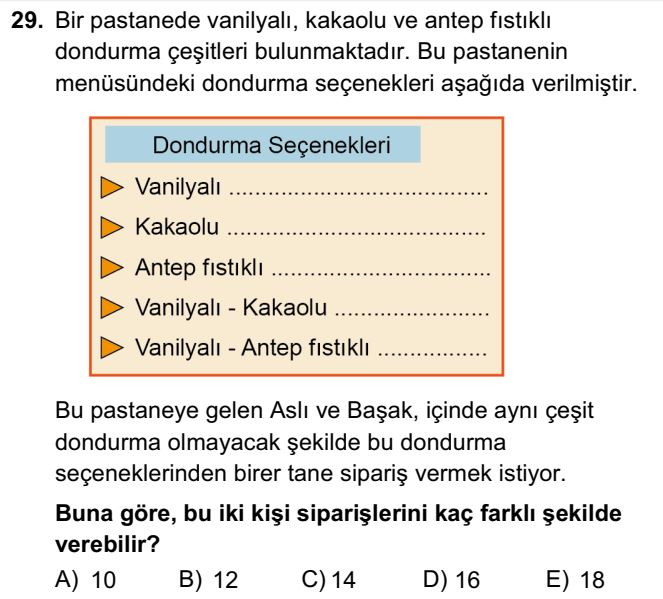 29. Bir pastanede vanilyalı, kakaolu ve antep fıstıklı
dondurma çeşitleri bulunmaktadır. Bu pastanenin
menüsündeki dondurma seçenekleri aşağıda verilmiştir.
Dondurma Seçenekleri
Vanilyalı ........................................
Kakaolu ........................................
Antep fıstıklı ..................................
Vanilyalı - Kakaolu ........................
Vanilyalı - Antep fıstıklı .................
Bu pastaneye gelen Aslı ve Başak, içinde aynı çeşit
dondurma olmayacak şekilde bu dondurma
seçeneklerinden birer tane sipariş vermek istiyor.
Buna göre, bu iki kişi siparişlerini kaç farklı şekilde
verebilir?
A) 10 B) 12 C) 14 D) 16 E) 18